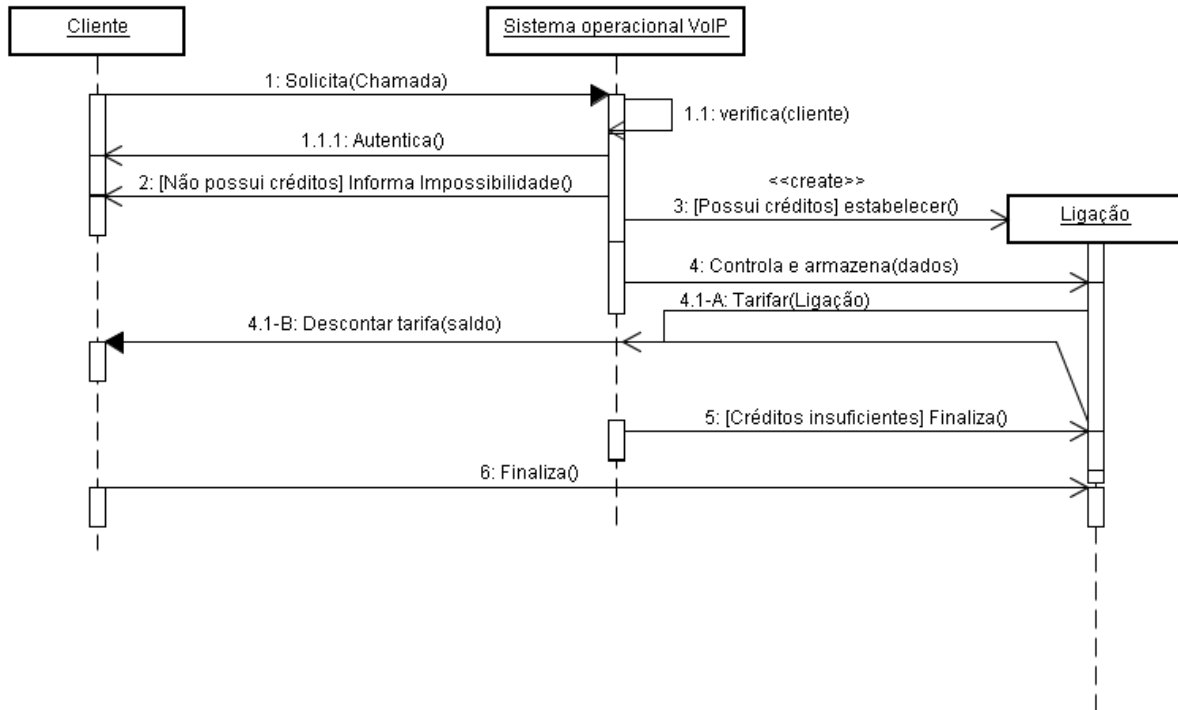 Cliente
Sistema operacional VoIP
1: Solicita(Chamada)
1.1: verifica(cliente)
1.1.1: Autentica()
2: [Não possui créditos] Informa Impossibilidade()
<<create>>
3: [Possui créditos] estabelecer()
Ligação
4: Controla e armazena(dados)
4.1-A: Tarifar(Ligação)
4.1-B: Descontar tarifa(saldo)
5: [Créditos insuficientes] Finaliza()
6: Finaliza()